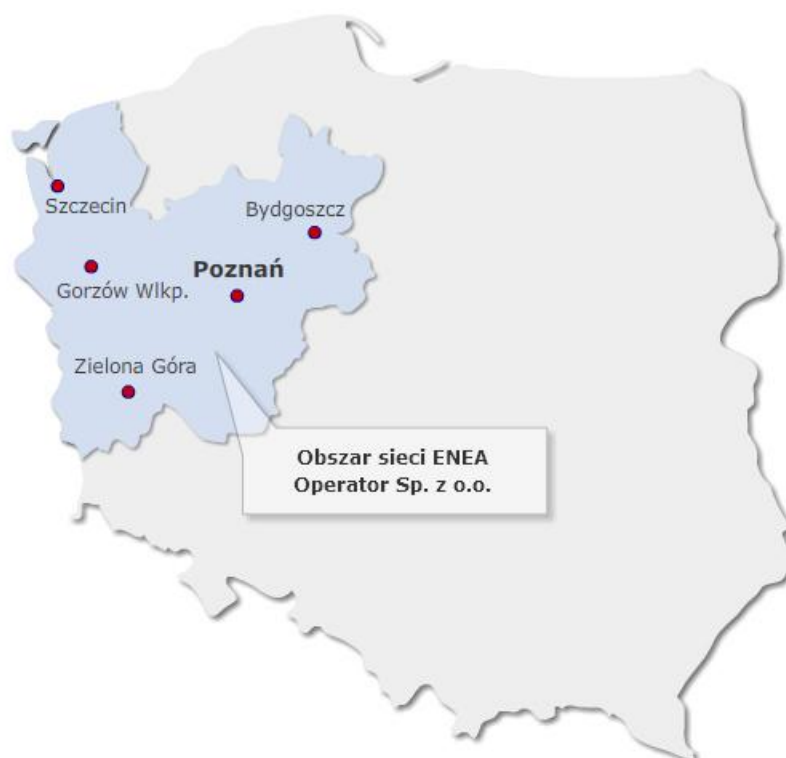 Szczecin
Bydgoszcz
Poznań
Gorzów Wlkp.
Zielona Góra
Obszar sieci ENEA
Operator Sp. z o.o.